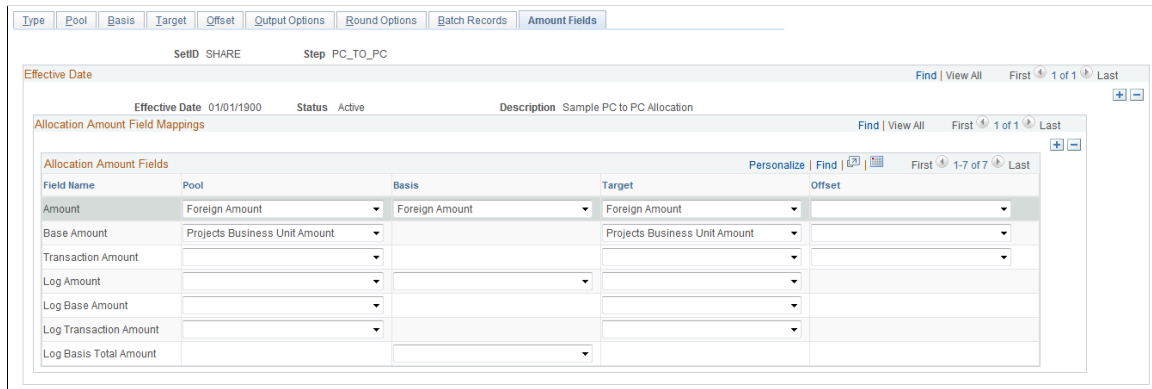 Type Pool Basis Target Offset Output Options Round Options Batch Records Amount Fields
SetID SHARE Step PC_TO_PC
Effective Date Find | View All First 1 of 1 Last
Effective Date 01/01/1900 Status Active Description Sample PC to PC Allocation
Allocation Amount Field Mappings Find | View All First 1 of 1 Last
Allocation Amount Fields Personalize | Find | | First 1-7 of 7 Last
Field Name Pool Basis Target Offset
Amount Foreign Amount Foreign Amount Foreign Amount
Base Amount Projects Business Unit Amount Projects Business Unit Amount
Transaction Amount
Log Amount
Log Base Amount
Log Transaction Amount
Log Basis Total Amount